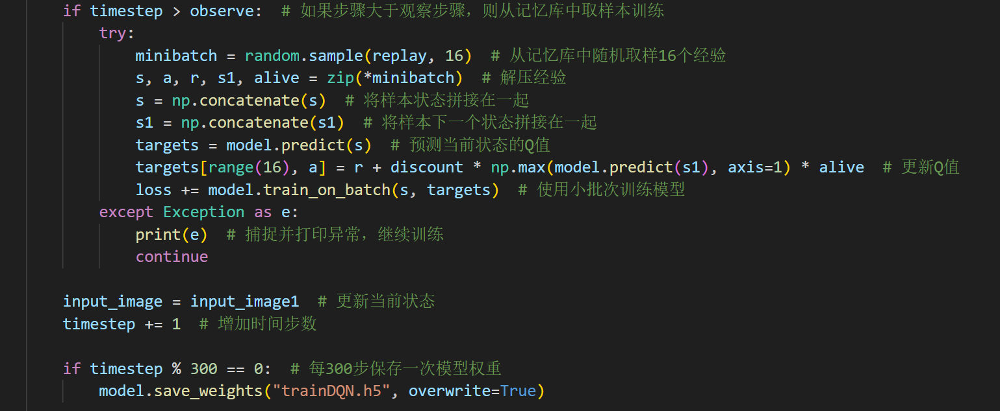 if timestep > observe:  # 如果步骤大于观察步骤，则从记忆库中取样本训练
try:
minibatch = random.sample(replay, 16)  # 从记忆库中随机取样16个经验
s, a, r, s1, alive = zip(*minibatch)  # 解压经验
s = np.concatenate(s)  # 将样本状态拼接在一起
s1 = np.concatenate(s1)  # 将样本下一个状态拼接在一起
targets = model.predict(s)  # 预测当前状态的Q值
targets[range(16), a] = r + discount * np.max(model.predict(s1), axis=1) * alive  # 更新Q值
loss += model.train_on_batch(s, targets)  # 使用小批次训练模型
except Exception as e:
print(e)  # 捕捉并打印异常，继续训练
continue
input_image = input_image1  # 更新当前状态
timestep += 1  # 增加时间步数
if timestep % 300 == 0:  # 每300步保存一次模型权重
model.save_weights("trainDQN.h5", overwrite=True)